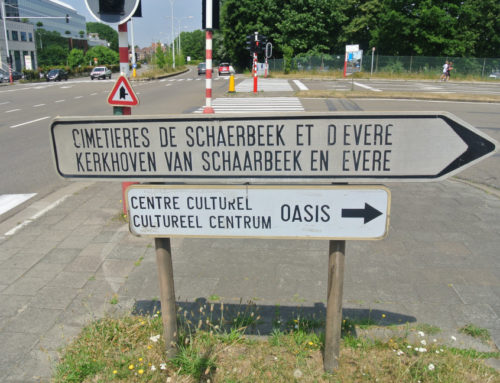 CIMETIERES DE SCHAERBEEK ET D'EVERE
KERKHOVEN VAN SCHAARBEEK EN EVERE
CENTRE CULTUREL
CULTUREEL CENTRUM
OASIS